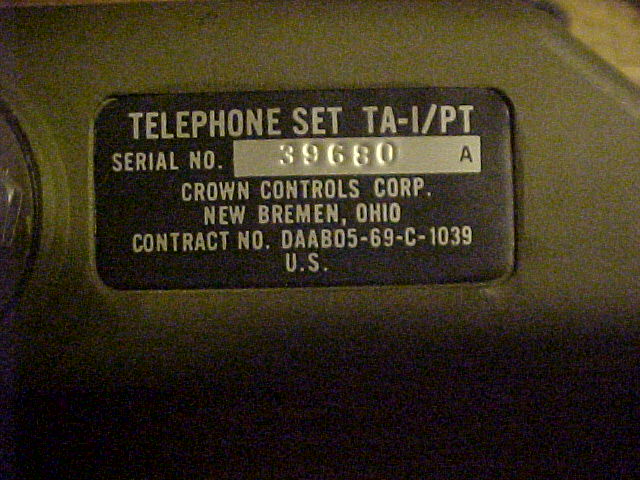 TELEPHONE SET TA-1/PT
SERIAL NO. 39680 A
CROWN CONTROLS CORP.
NEW BREMEN, OHIO
CONTRACT NO. DAAB05-69-C-1039
U.S.